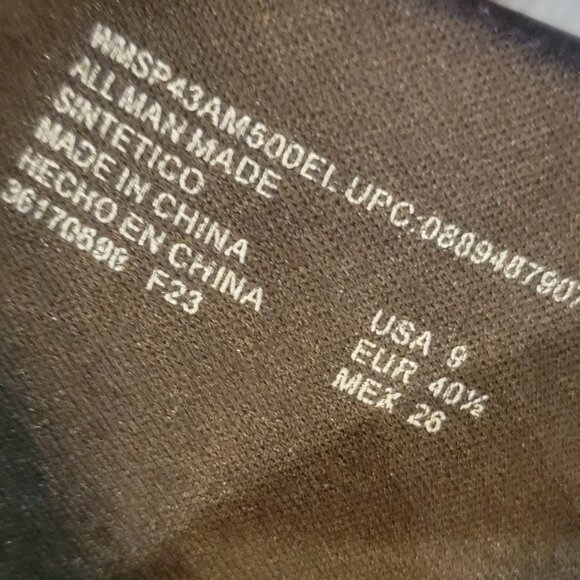 WMSP43AM500EL UPC:0889487907
ALL MAN MADE
SINTETICO
MADE IN CHINA
HECHO EN CHINA
36170698 F23
USA 9
EUR 40½
MEX 26